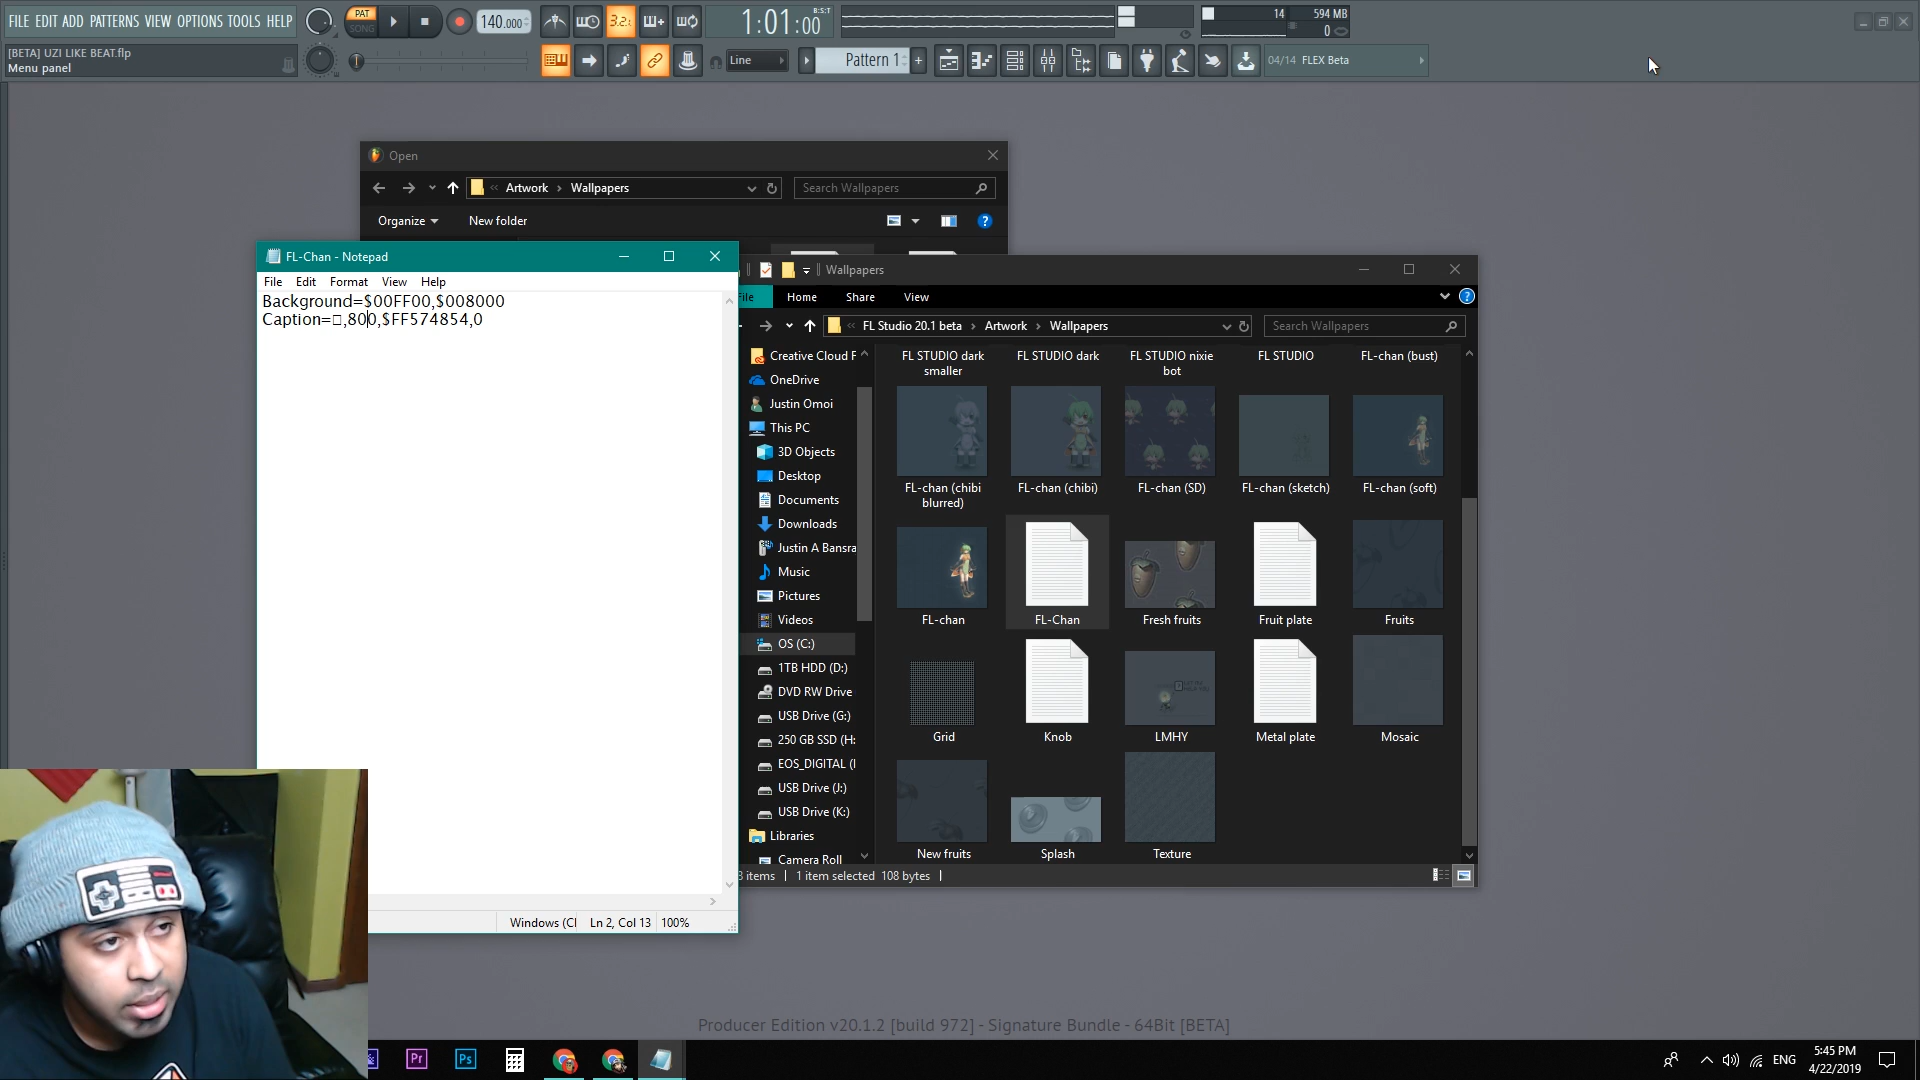 FILE EDIT ADD PATTERNS VIEW OPTIONS TOOLS HELP
PAT
SONG
140.000
3.2.
1:01:00
B:S:T
14
594 MB
0
[BETA] UZI LIKE BEAT.flp
Menu panel
Line
Pattern 1
+
04/14 FLEX Beta
Open
« Artwork > Wallpapers
Search Wallpapers
Organize
New folder
FL-Chan - Notepad
File Edit Format View Help
Background=$00FF00,$008000
Caption=□,800,$FF574854,0
Windows (Cl
Ln 2, Col 13
100%
Wallpapers
File
Home
Share
View
« FL Studio 20.1 beta > Artwork > Wallpapers
Search Wallpapers
Creative Cloud F
OneDrive
Justin Omoi
This PC
3D Objects
Desktop
Documents
Downloads
Justin A Bansra
Music
Pictures
Videos
OS (C:)
1TB HDD (D:)
DVD RW Drive
USB Drive (G:)
250 GB SSD (H:
EOS_DIGITAL (I
USB Drive (J:)
USB Drive (K:)
Libraries
Camera Roll
FL STUDIO dark smaller
FL STUDIO dark
FL STUDIO nixie bot
FL STUDIO
FL-chan (bust)
FL-chan (chibi blurred)
FL-chan (chibi)
FL-chan (SD)
FL-chan (sketch)
FL-chan (soft)
FL-chan
FL-Chan
Fresh fruits
Fruit plate
Fruits
Grid
Knob
LMHY
Metal plate
Mosaic
New fruits
Splash
Texture
3 items
1 item selected 108 bytes
Producer Edition v20.1.2 [build 972] - Signature Bundle - 64Bit [BETA]
Pr
Ps
ENG
5:45 PM
4/22/2019